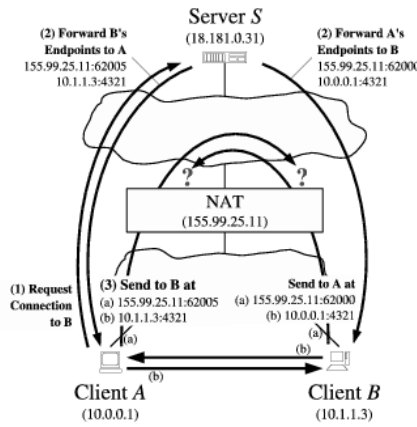 Server S
(18.181.0.31)
(2) Forward B's
Endpoints to A
155.99.25.11:62005
10.1.1.3:4321
(2) Forward A's
Endpoints to B
155.99.25.11:62000
10.0.0.1:4321
?
?
NAT
(155.99.25.11)
(1) Request
Connection
to B
(3) Send to B at
(a) 155.99.25.11:62005
(b) 10.1.1.3:4321
(a)
Send to A at
(a) 155.99.25.11:62000
(b) 10.0.0.1:4321
(a)
(b)
(b)
Client A
(10.0.0.1)
Client B
(10.1.1.3)